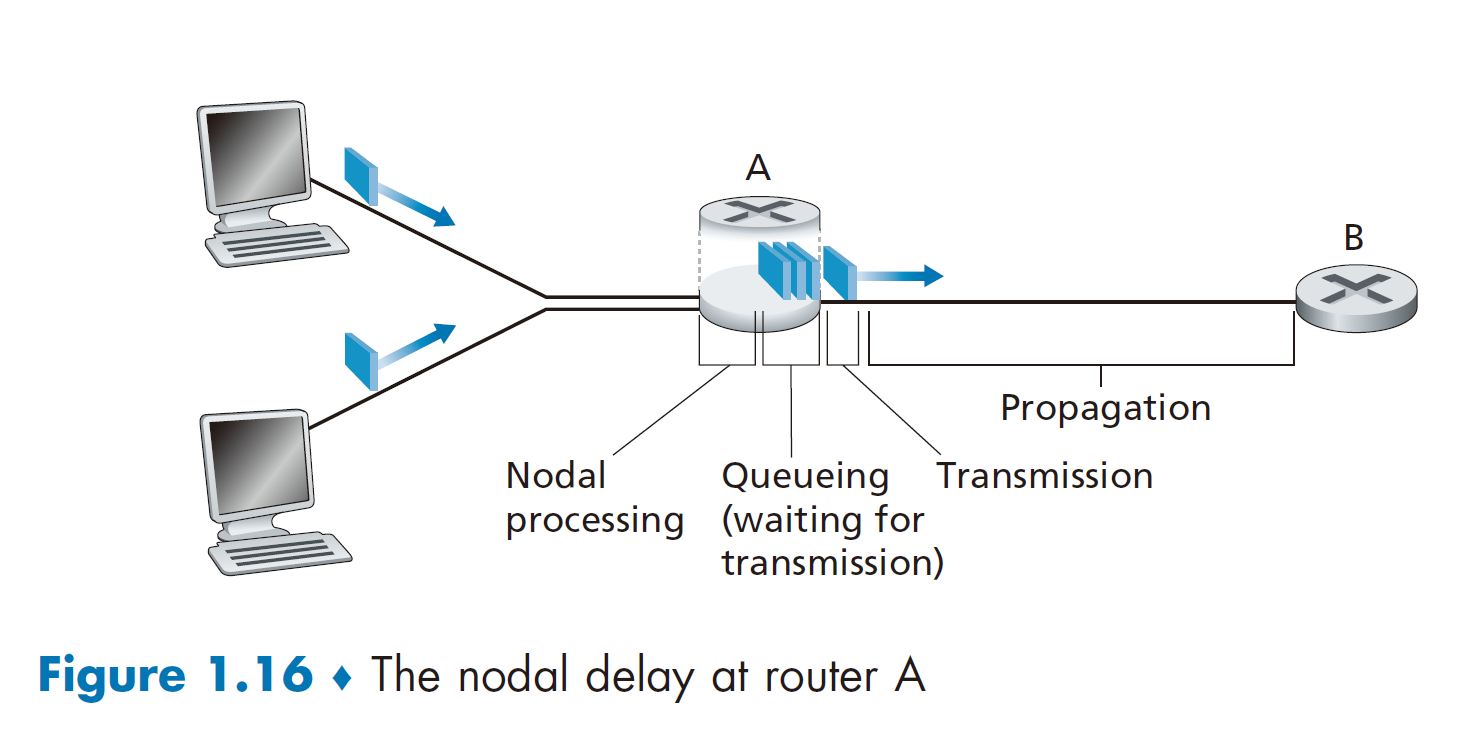 A
B
Propagation
Nodal
processing
Queueing
(waiting for
transmission)
Transmission
Figure 1.16 ♦ The nodal delay at router A